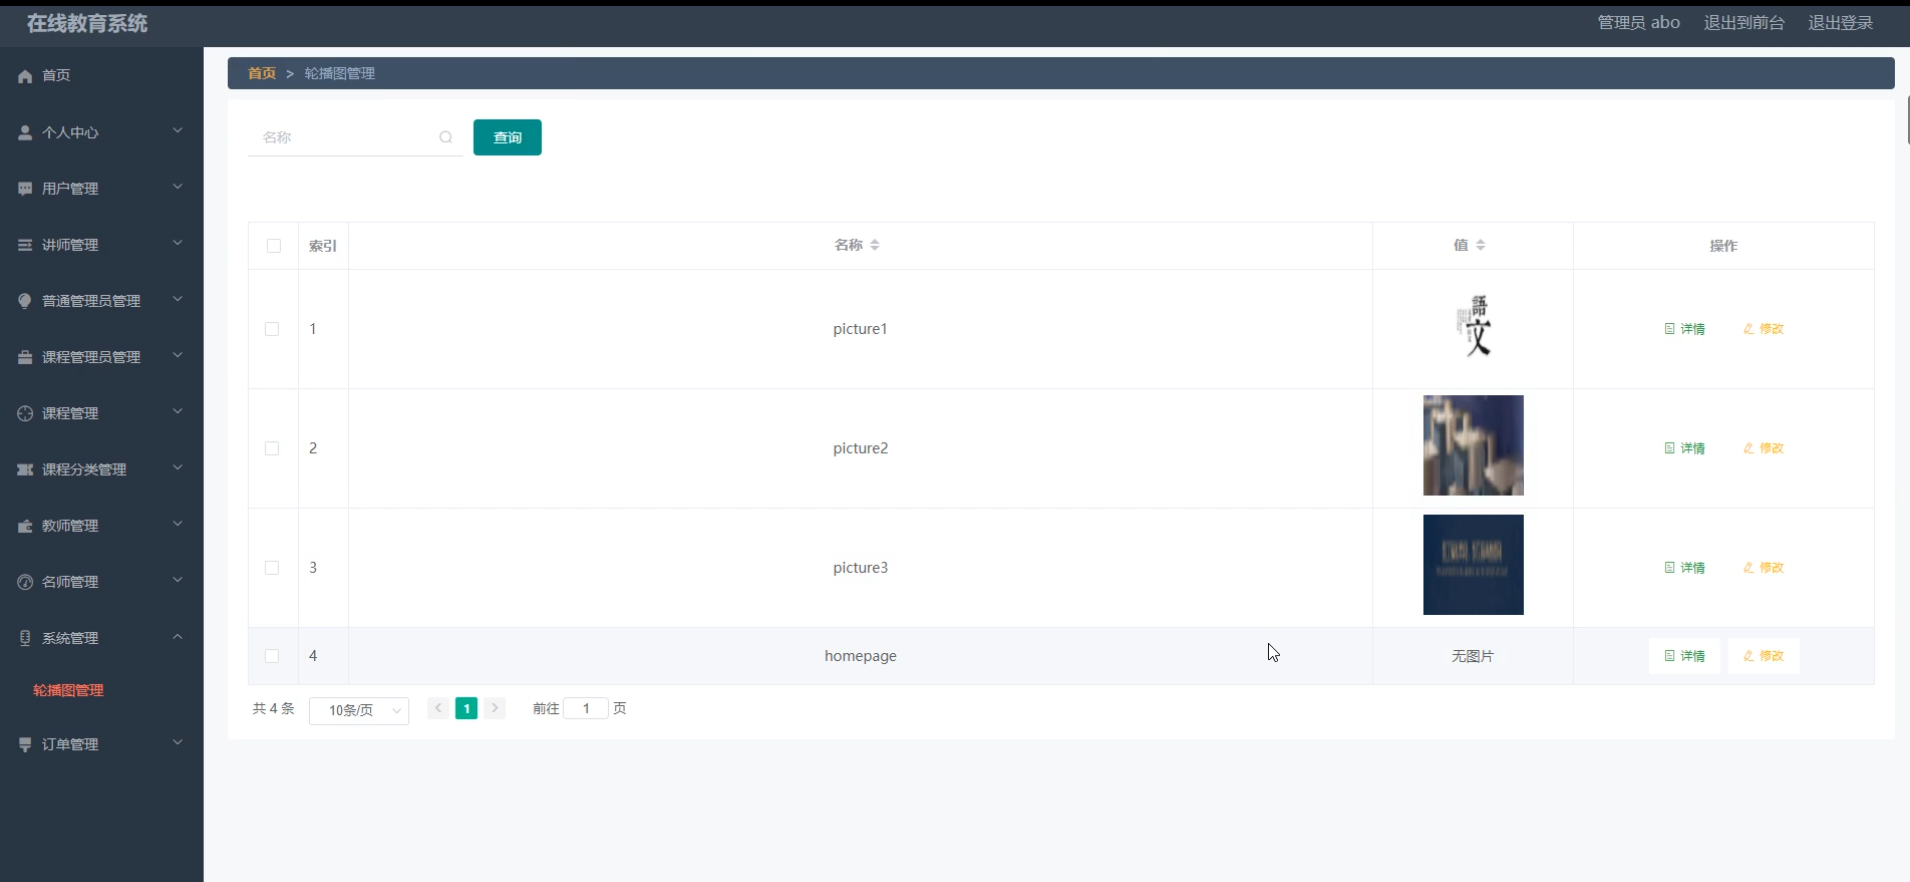 在线教育系统
管理员 abo 退出到前台 退出登录
首页
个人中心
用户管理
讲师管理
普通管理员管理
课程管理员管理
课程管理
课程分类管理
教师管理
名师管理
系统管理
轮播图管理
订单管理
首页 > 轮播图管理
名称 查询
索引 名称 值 操作
1 picture1 語文 详情 修改
2 picture2 详情 修改
3 picture3 详情 修改
4 homepage 无图片 详情 修改
共 4 条 10条/页 < 1 > 前往 1 页